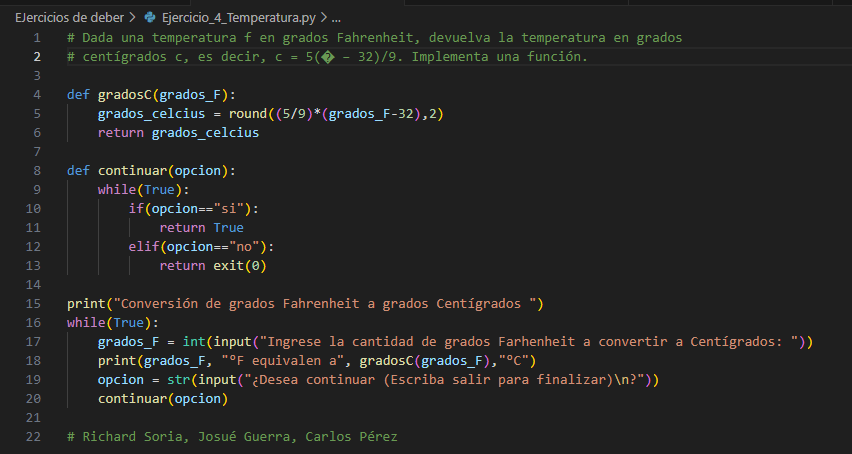 EJercicios de deber > Ejercicio_4_Temperatura.py > ...
1 # Dada una temperatura f en grados Fahrenheit, devuelva la temperatura en grados
2 # centígrados c, es decir, c = 5(� – 32)/9. Implementa una función.
3
4 def gradosC(grados_F):
5     grados_celcius = round((5/9)*(grados_F-32),2)
6     return grados_celcius
7
8 def continuar(opcion):
9     while(True):
10         if(opcion=="si"):
11             return True
12         elif(opcion=="no"):
13             return exit(0)
14
15 print("Conversión de grados Fahrenheit a grados Centígrados ")
16 while(True):
17     grados_F = int(input("Ingrese la cantidad de grados Farhenheit a convertir a Centígrados: "))
18     print(grados_F, "ºF equivalen a", gradosC(grados_F),"ºC")
19     opcion = str(input("¿Desea continuar (Escriba salir para finalizar)\n?"))
20     continuar(opcion)
21
22 # Richard Soria, Josué Guerra, Carlos Pérez